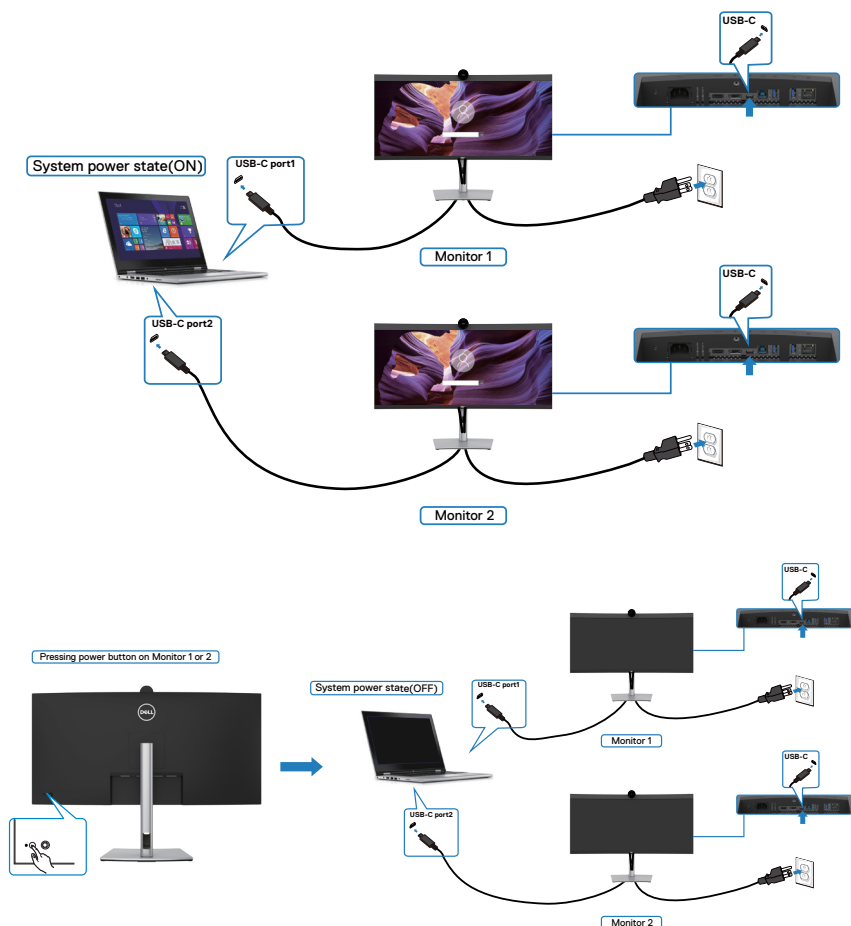 USB-C
System power state(ON)
USB-C port1
Monitor 1
USB-C
USB-C port2
Monitor 2
USB-C
Pressing power button on Monitor 1 or 2
DELL
System power state(OFF)
USB-C port1
Monitor 1
USB-C
USB-C port2
Monitor 2